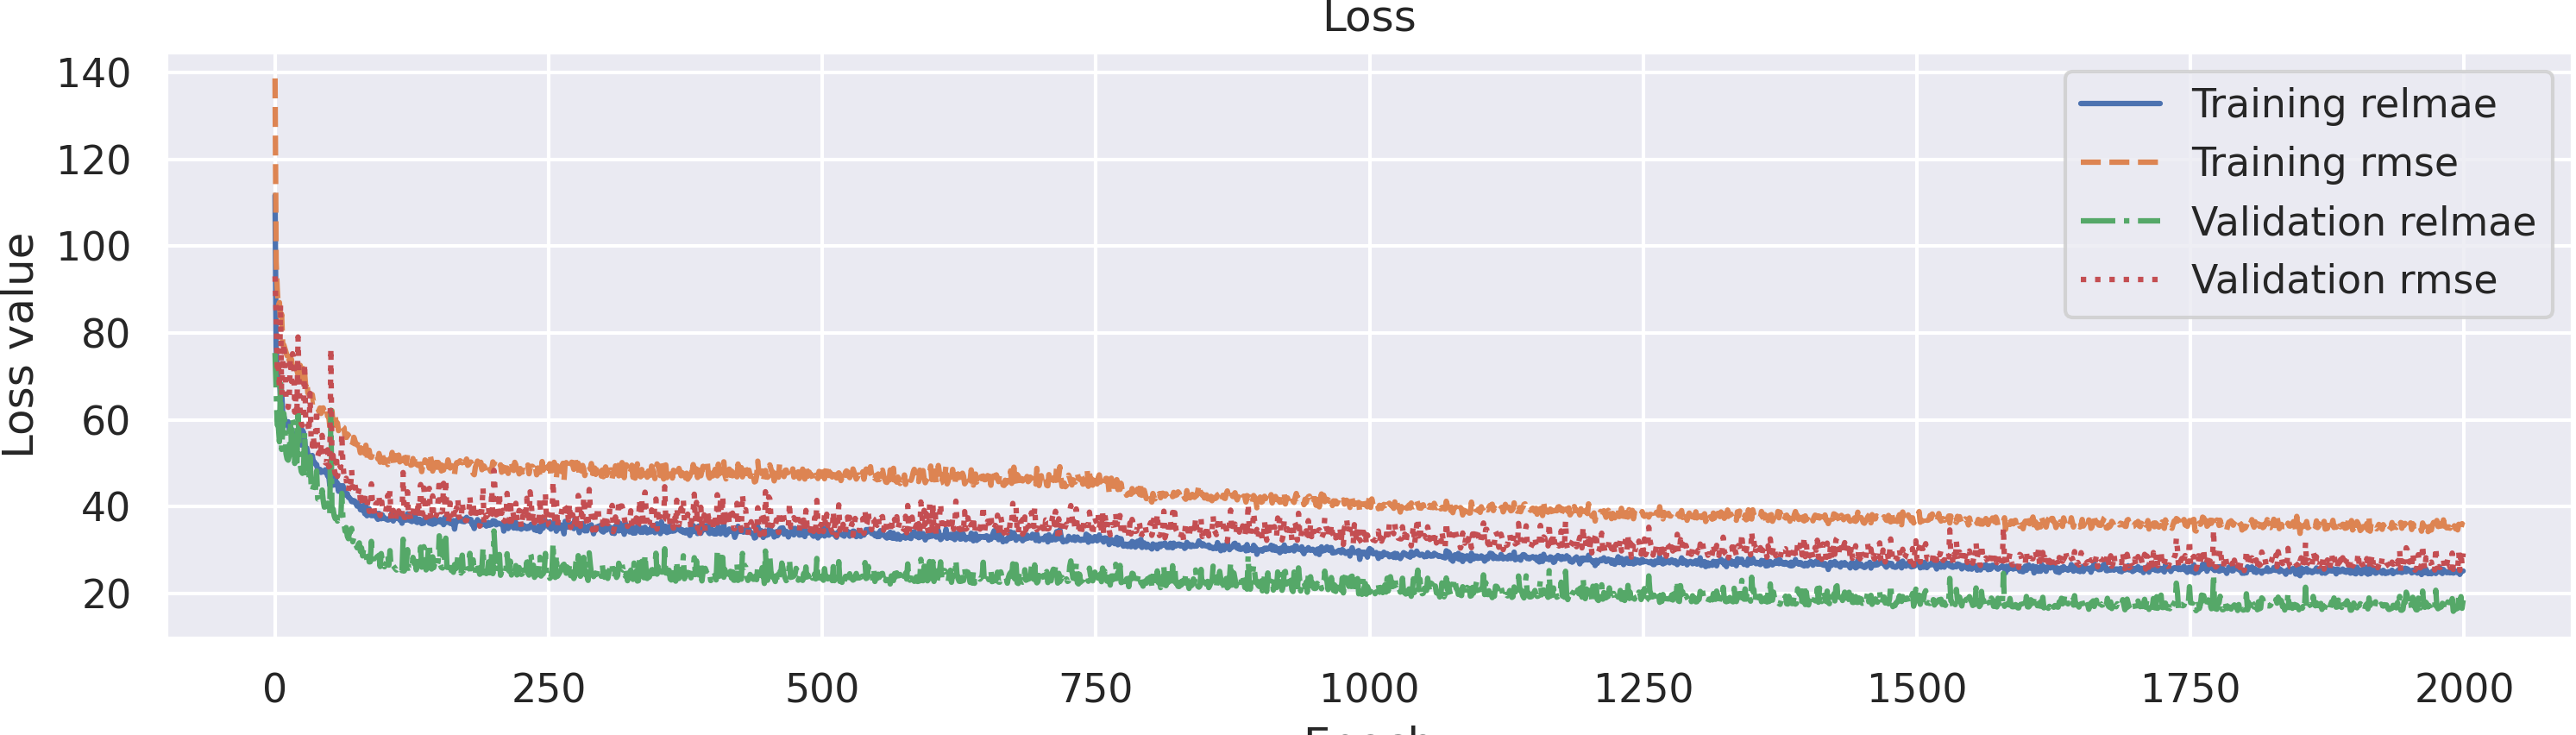 Loss
140
120
100
80
60
40
20
Loss value
Training relmae
Training rmse
Validation relmae
Validation rmse
0 250 500 750 1000 1250 1500 1750 2000
Epoch